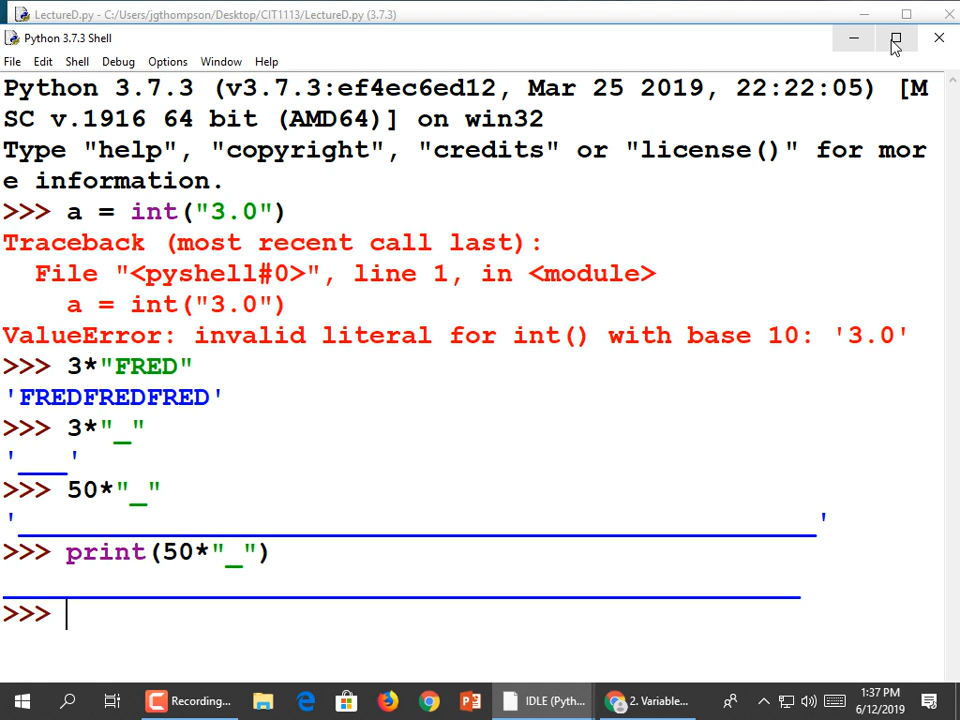 LectureD.py - C:/Users/jgthompson/Desktop/CIT1113/LectureD.py (3.7.3)
Python 3.7.3 Shell
File Edit Shell Debug Options Window Help
Python 3.7.3 (v3.7.3:ef4ec6ed12, Mar 25 2019, 22:22:05) [M
SC v.1916 64 bit (AMD64)] on win32
Type "help", "copyright", "credits" or "license()" for mor
e information.
>>> a = int("3.0")
Traceback (most recent call last):
  File "<pyshell#0>", line 1, in <module>
    a = int("3.0")
ValueError: invalid literal for int() with base 10: '3.0'
>>> 3*"FRED"
'FREDFREDFRED'
>>> 3*"_"
'___'
>>> 50*"_"
'__________________________________________________'
>>> print(50*"_")
__________________________________________________
>>>
Recording... IDLE (Pyth... 2. Variable... 1:37 PM
6/12/2019